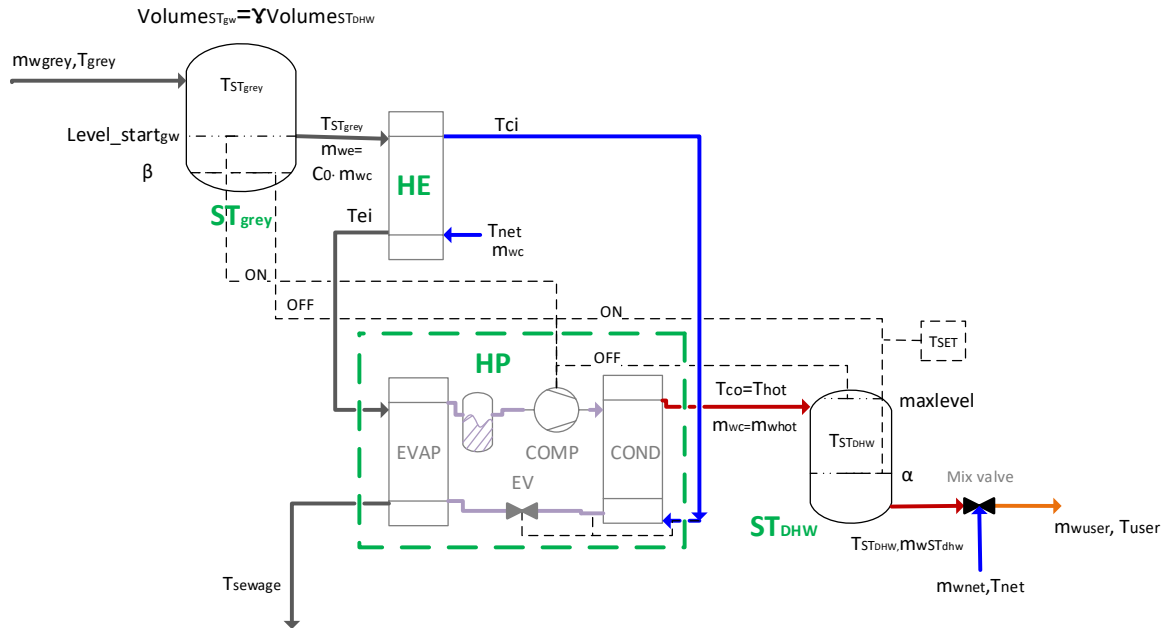 VolumeSTgw=ɣVolumeSTDHW
mwgrey,Tgrey
TSTgrey
Level_startgw
β
STgrey
TSTgrey
mwe=
C0· mwc
HE
Tci
Tei
Tnet
mwc
ON
OFF
ON
TSET
HP
OFF
EVAP
COMP
COND
EV
Tco=Thot
mwc=mwhot
maxlevel
TSTDHW
α
Mix valve
STDHW
TSTDHW,mwSTdhw
mwuser, Tuser
mwnet,Tnet
Tsewage